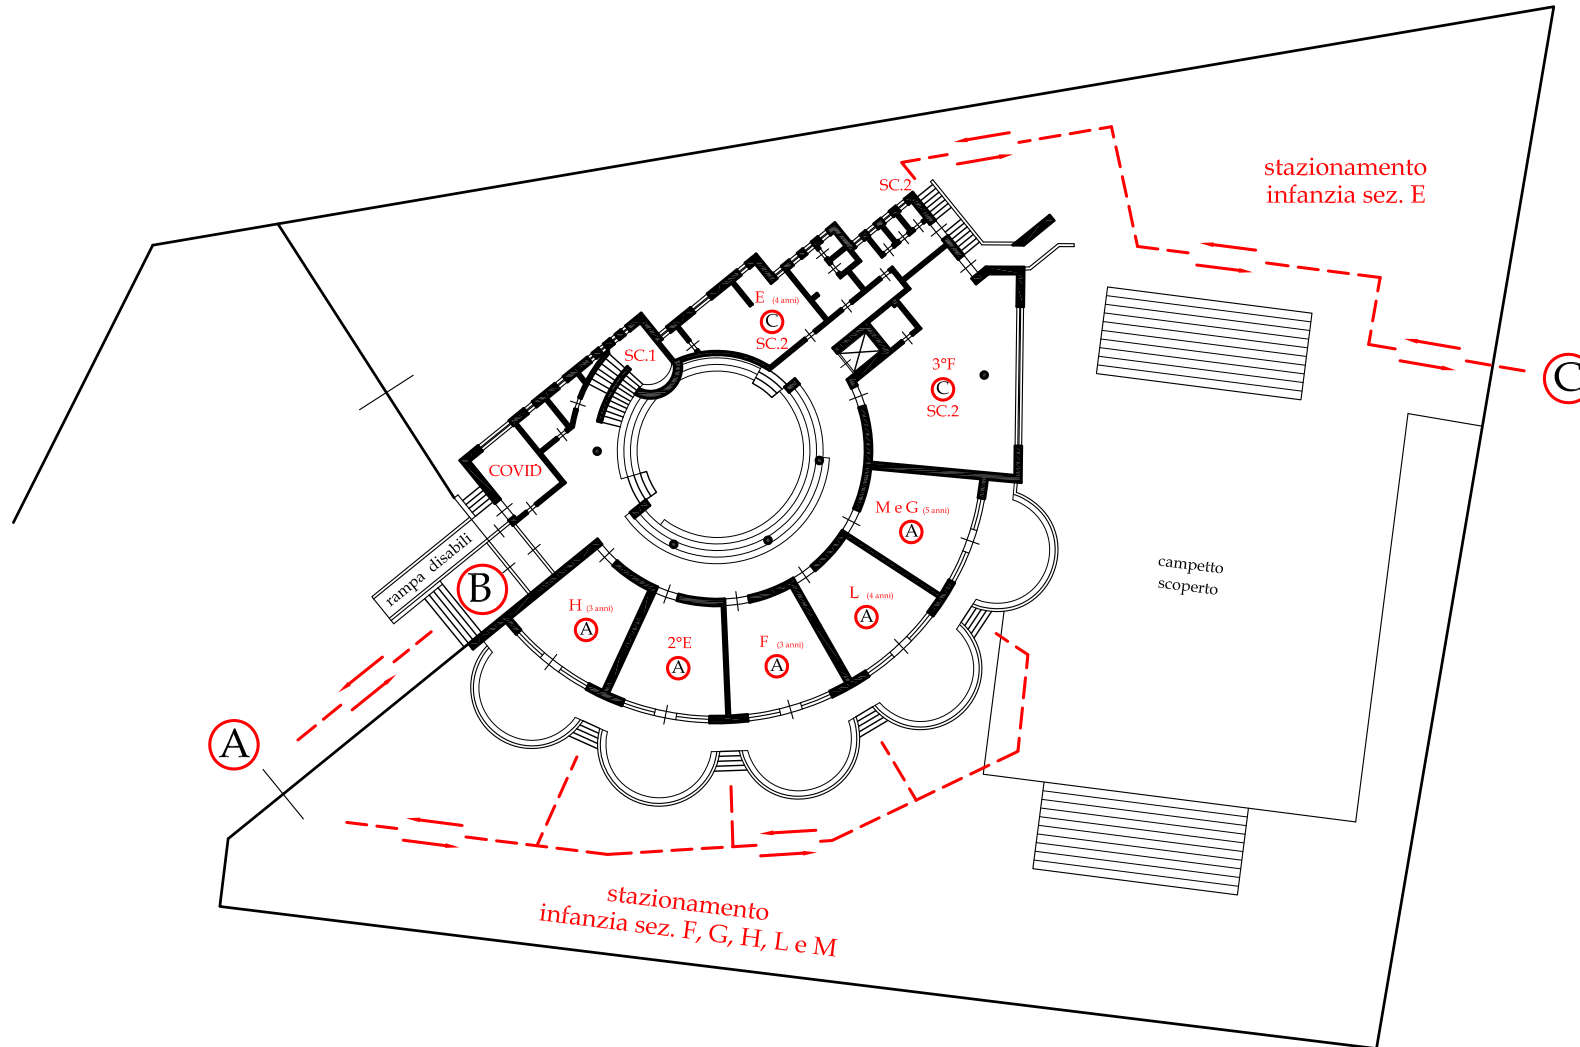 SC.2
stazionamento
infanzia sez. E
E (4 anni)
C
SC.2
SC.1
3°F
C
SC.2
C
COVID
M e G (5 anni)
A
rampa disabili
B
campetto
scoperto
H (3 anni)
A
2°E
A
F (3 anni)
A
L (4 anni)
A
A
stazionamento
infanzia sez. F, G, H, L e M